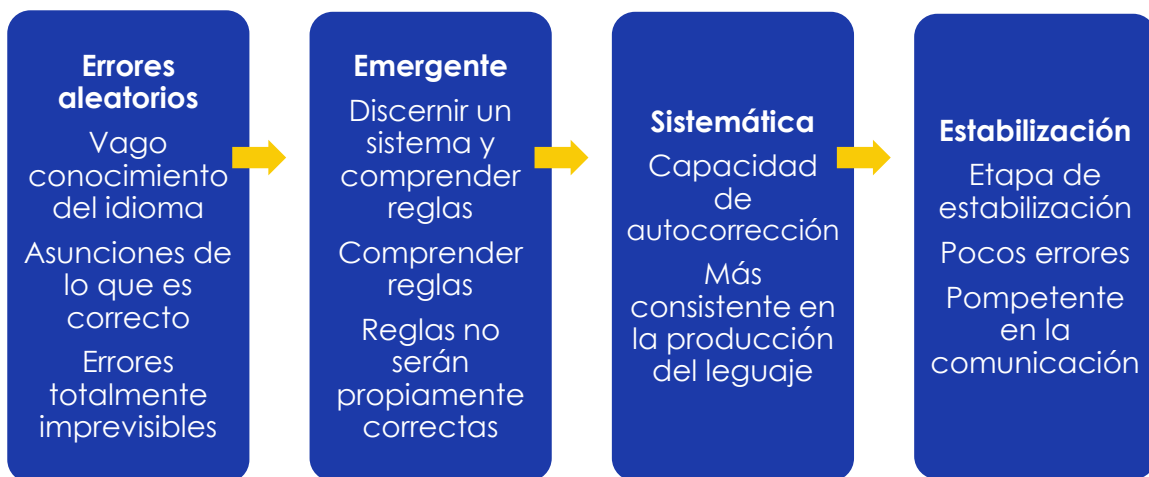 Errores
aleatorios
Vago
conocimiento
del idioma
Asunciones de
lo que es
correcto
Errores
totalmente
imprevisibles
Emergente
Discernir un
sistema y
comprender
reglas
Comprender
reglas
Reglas no
serán
propiamente
correctas
Sistemática
Capacidad
de
autocorrección
Más
consistente en
la producción
del leguaje
Estabilización
Etapa de
estabilización
Pocos errores
Pompetente
en la
comunicación